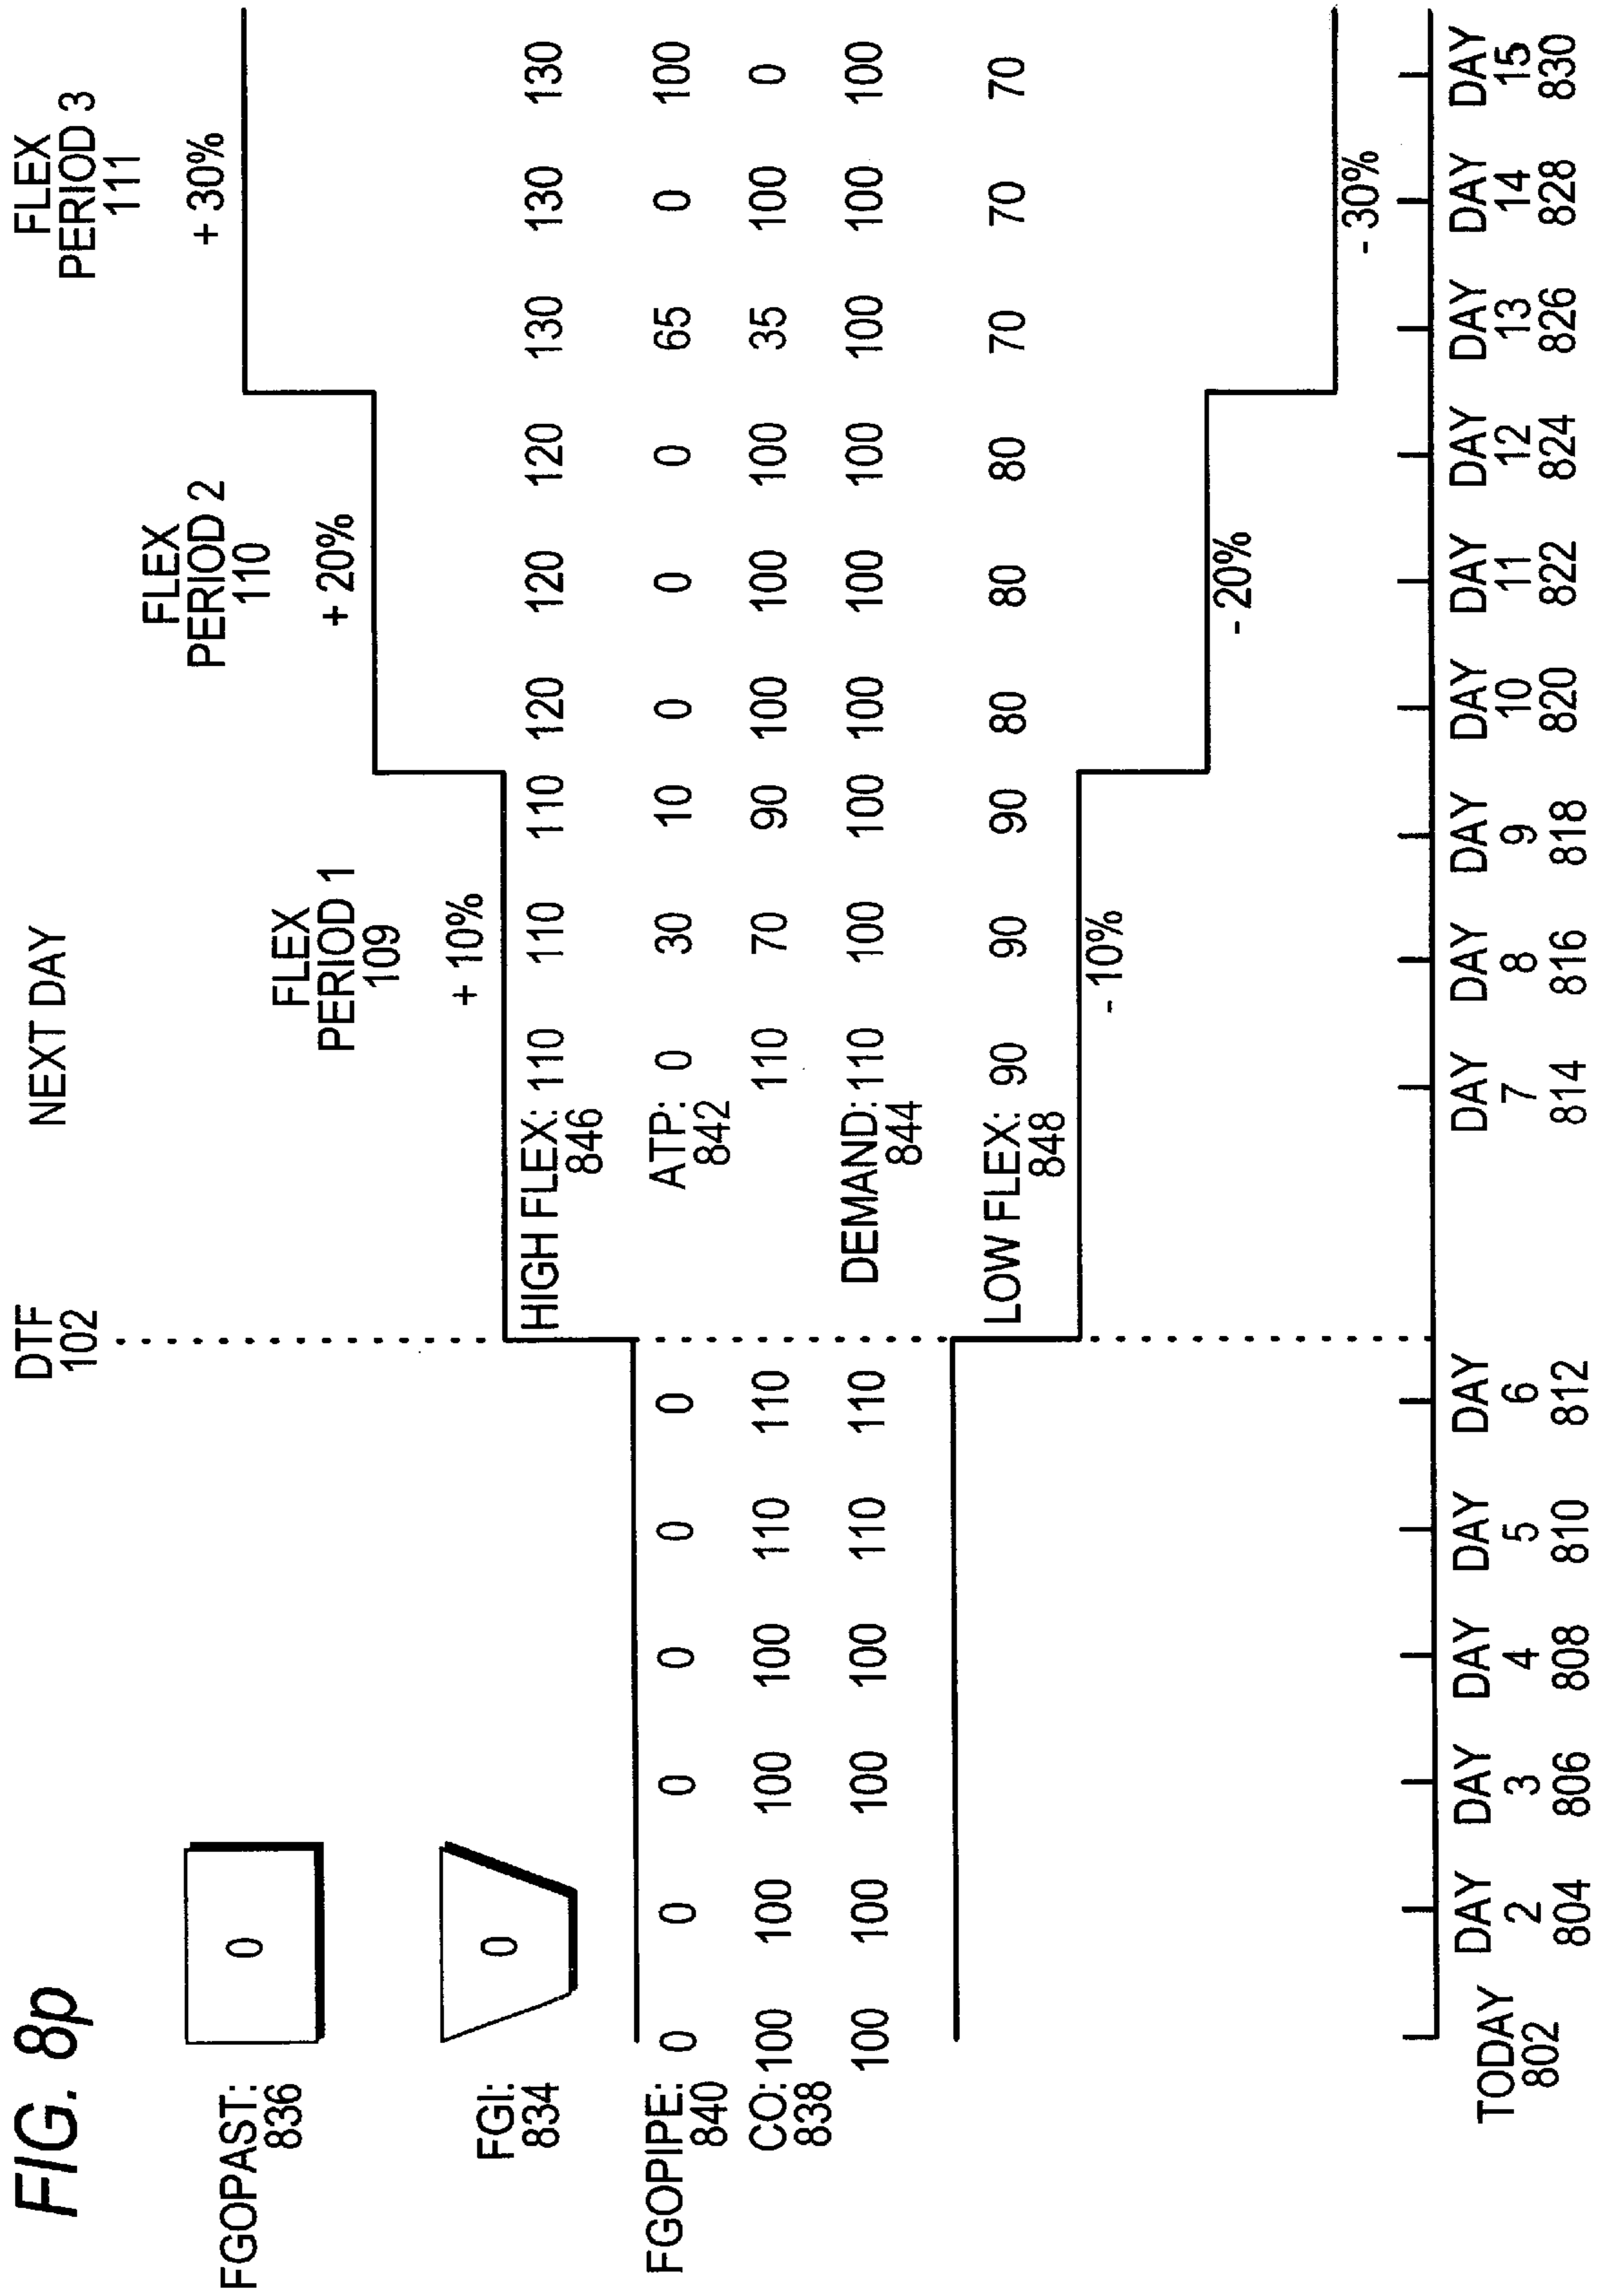 FIG. 8p
NEXT DAY
DTF
102
FLEX
PERIOD 3
111
+ 30%
FLEX
PERIOD 2
110
+ 20%
FLEX
PERIOD 1
109
+ 10%
FGOPAST:
836
0
FGI:
834
0
HIGH FLEX: 110 110 110 120 120 120 130 130 130
846
FGOPIPE: 0 0 0 0 0 0
840
ATP: 0 30 10 0 0 0 65 0 100
842
CO: 100 100 100 100 110 110 110 70 90 100 100 100 35 100 0
838
100 100 100 100 110 110 DEMAND: 110 100 100 100 100 100 100 100 100
844
LOW FLEX: 90 90 90 80 80 80 70 70 70
848
- 10%
- 20%
- 30%
TODAY DAY DAY DAY DAY DAY DAY DAY DAY DAY DAY DAY DAY DAY DAY
802 2 3 4 5 6 7 8 9 10 11 12 13 14 15
804 806 808 810 812 814 816 818 820 822 824 826 828 830